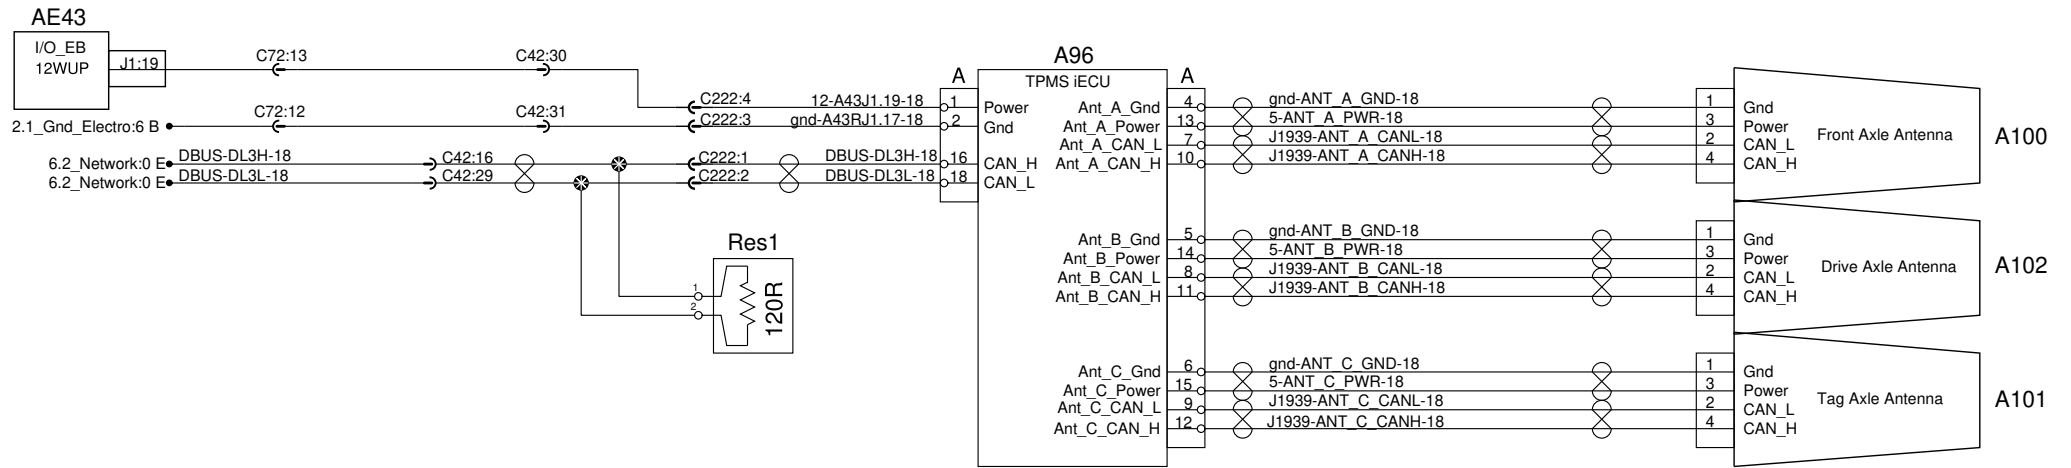 AE43
I/O_EB
12WUP
J1:19
C72:13
C42:30
2.1_Gnd_Electro:6 B
C72:12
C42:31
C222:4
12-A43J1.19-18
C222:3
gnd-A43RJ1.17-18
6.2_Network:0 E
DBUS-DL3H-18
C42:16
C222:1
DBUS-DL3H-18
6.2_Network:0 E
DBUS-DL3L-18
C42:29
C222:2
DBUS-DL3L-18
Res1
1
2
120R
A96
TPMS iECU
A
1
Power
2
Gnd
16
CAN_H
18
CAN_L
A
Ant_A_Gnd
4
gnd-ANT_A_GND-18
1
Gnd
Ant_A_Power
13
5-ANT_A_PWR-18
3
Power
Ant_A_CAN_L
7
J1939-ANT_A_CANL-18
2
CAN_L
Ant_A_CAN_H
10
J1939-ANT_A_CANH-18
4
CAN_H
Front Axle Antenna
A100
Ant_B_Gnd
5
gnd-ANT_B_GND-18
1
Gnd
Ant_B_Power
14
5-ANT_B_PWR-18
3
Power
Ant_B_CAN_L
8
J1939-ANT_B_CANL-18
2
CAN_L
Ant_B_CAN_H
11
J1939-ANT_B_CANH-18
4
CAN_H
Drive Axle Antenna
A102
Ant_C_Gnd
6
gnd-ANT_C_GND-18
1
Gnd
Ant_C_Power
15
5-ANT_C_PWR-18
3
Power
Ant_C_CAN_L
9
J1939-ANT_C_CANL-18
2
CAN_L
Ant_C_CAN_H
12
J1939-ANT_C_CANH-18
4
CAN_H
Tag Axle Antenna
A101